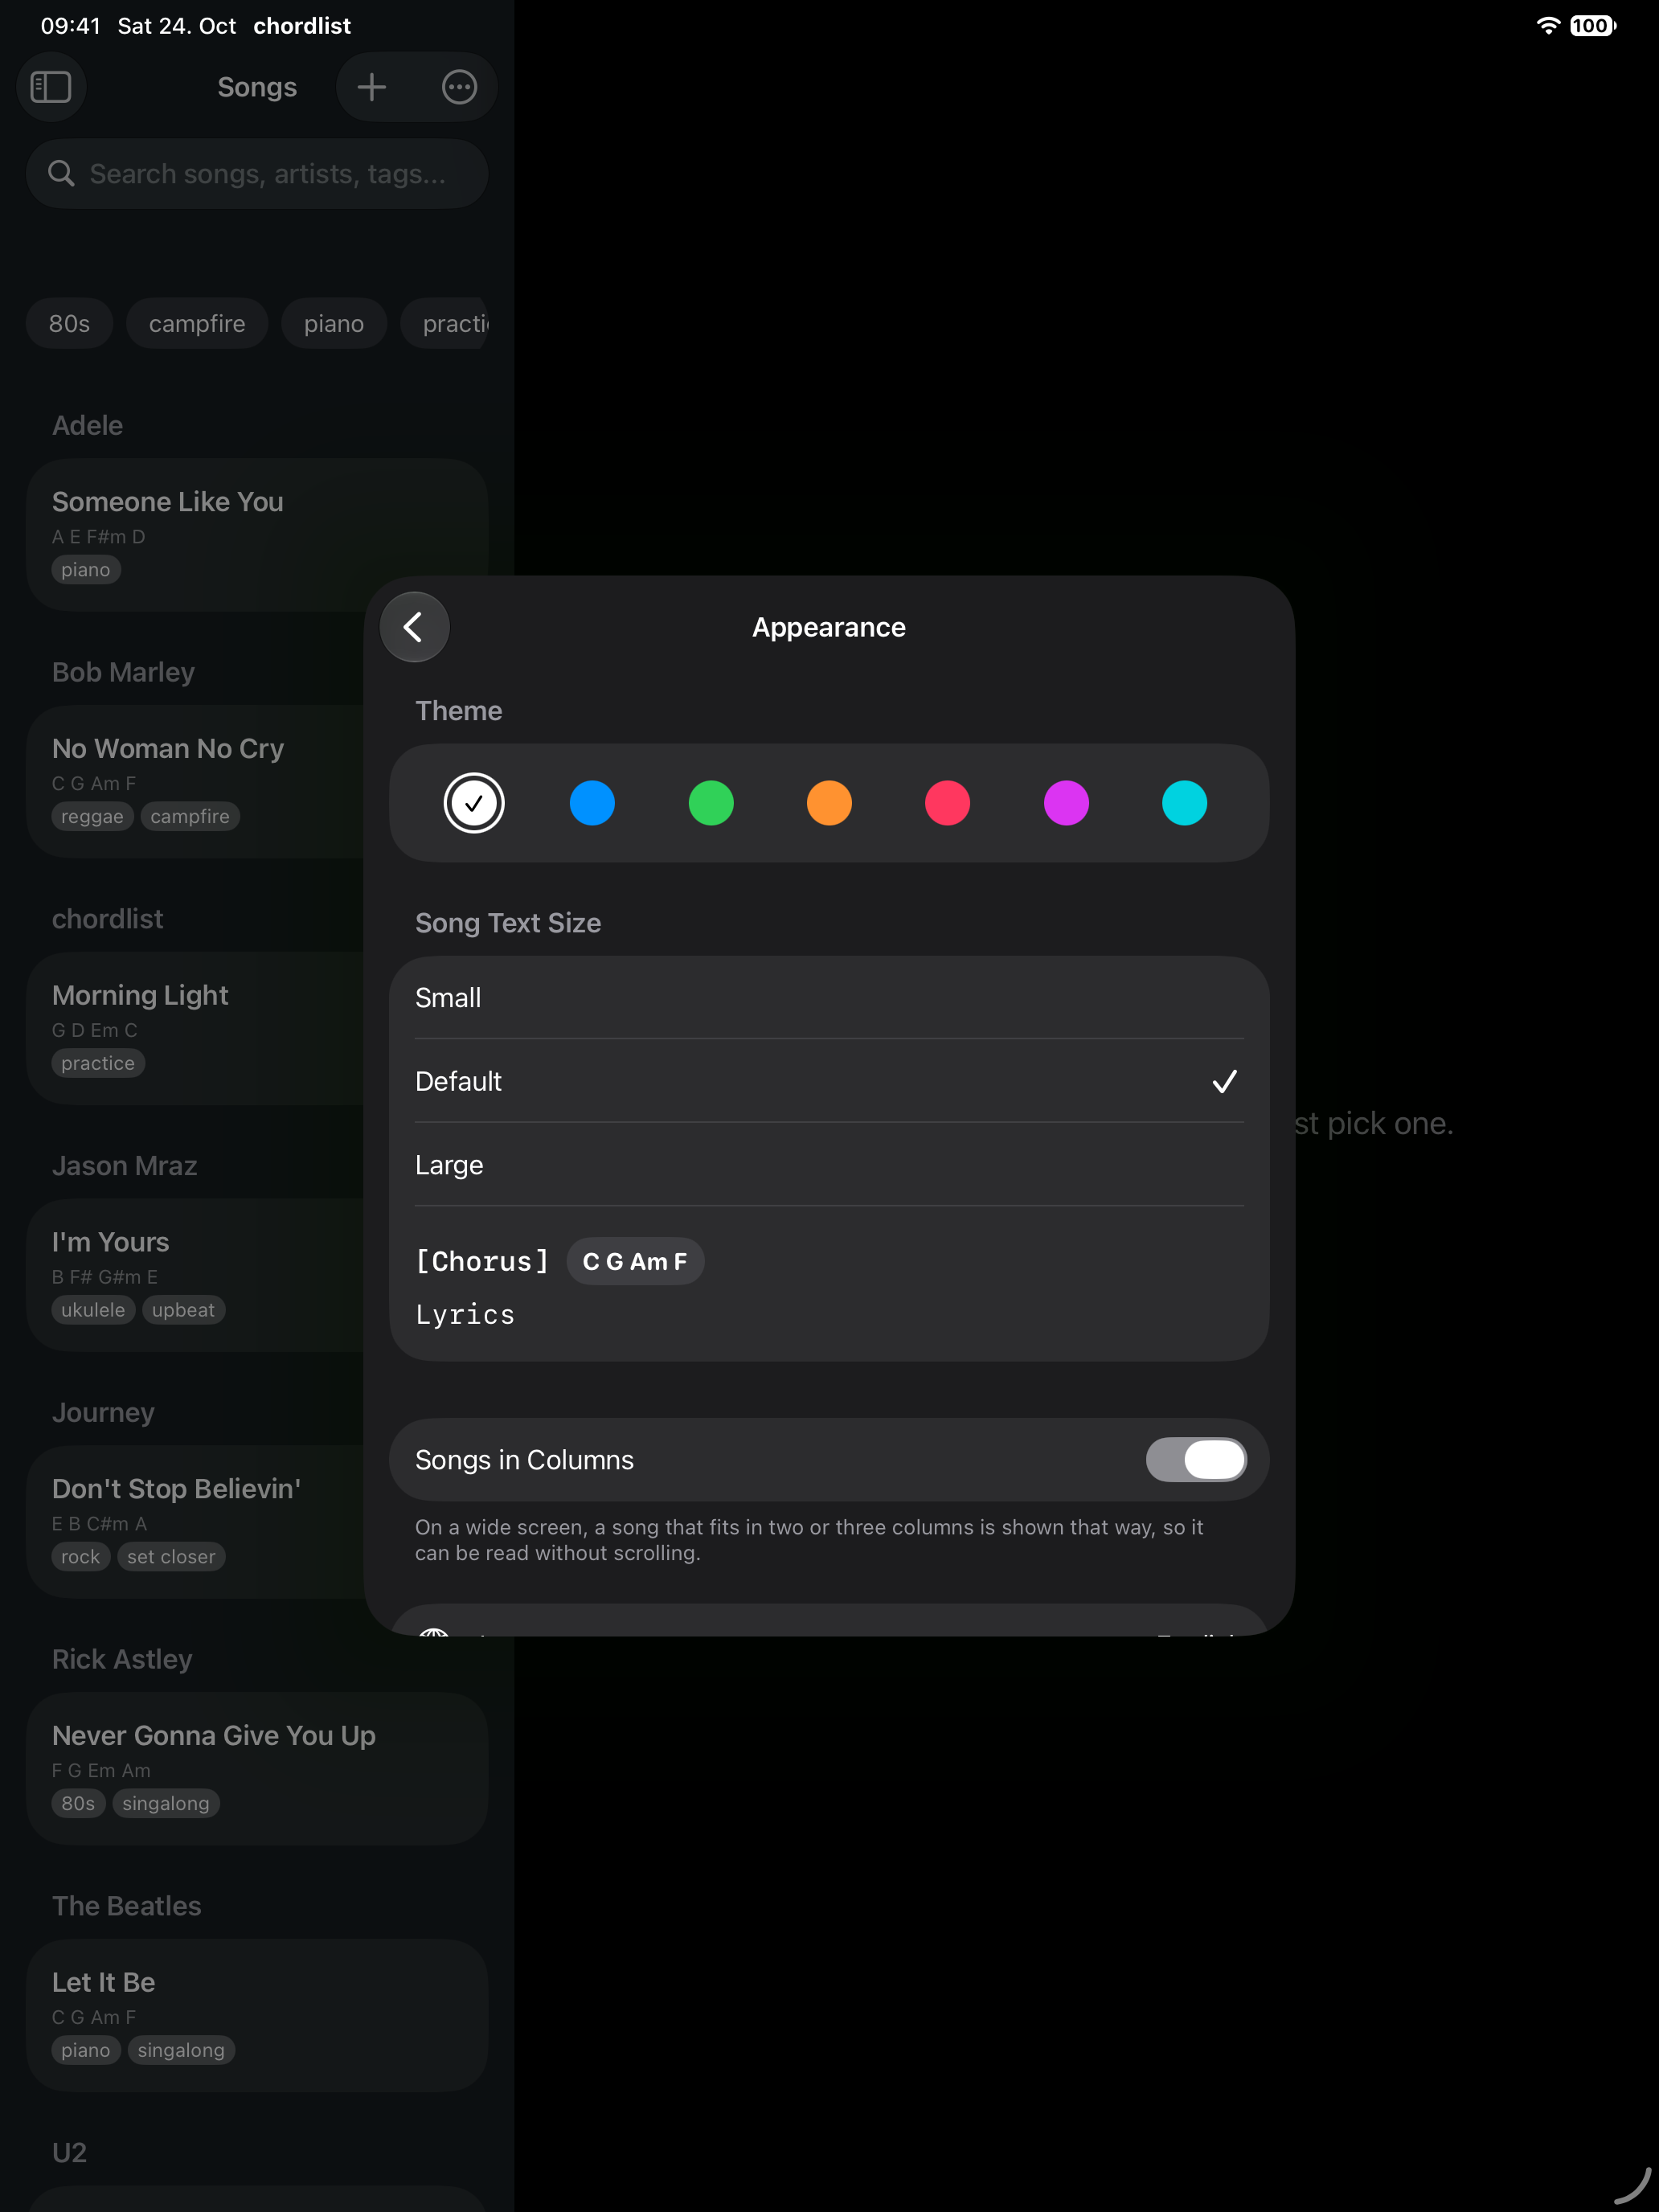 09:41 Sat 24. Oct chordlist
100
Songs
Search songs, artists, tags...
80s campfire piano
Adele
Someone Like You
A E F#m D
piano
Bob Marley
No Woman No Cry
C G Am F
reggae campfire
chordlist
Morning Light
G D Em C
practice
Jason Mraz
I'm Yours
B F# G#m E
ukulele upbeat
Journey
Don't Stop Believin'
E B C#m A
rock set closer
Rick Astley
Never Gonna Give You Up
F G Em Am
80s singalong
The Beatles
Let It Be
C G Am F
piano singalong
U2
Appearance
Theme
Song Text Size
Small
Default
Large
[Chorus] C G Am F
Lyrics
Songs in Columns
On a wide screen, a song that fits in two or three columns is shown that way, so it
can be read without scrolling.
pick one.